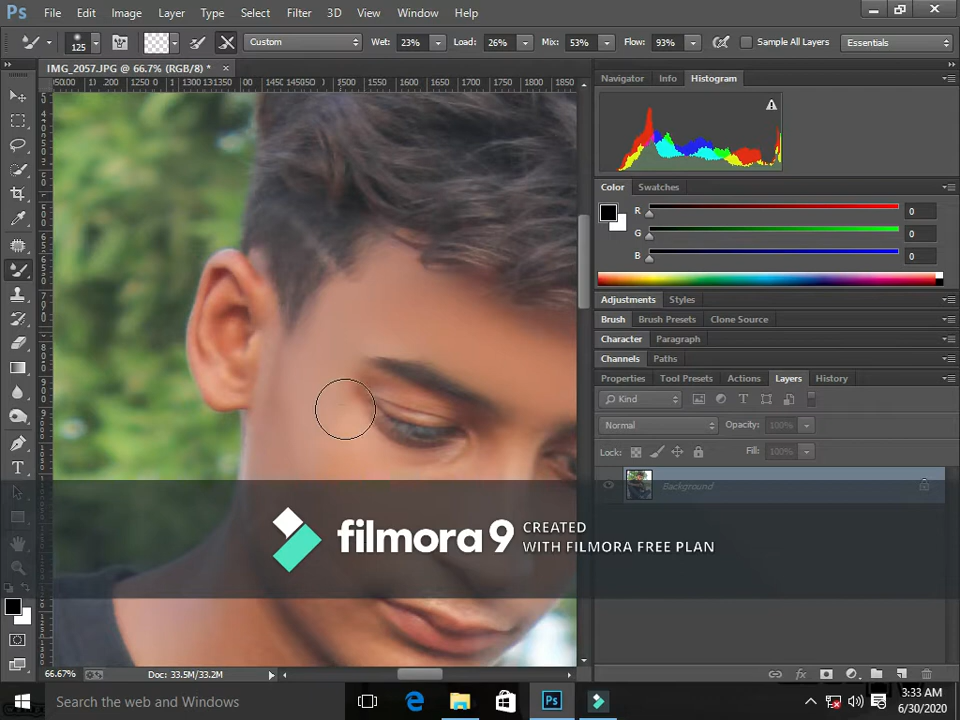 Ps File Edit Image Layer Type Select Filter 3D View Window Help
125 Custom Wet: 23% Load: 26% Mix: 53% Flow: 93% Sample All Layers Essentials
IMG_2057.JPG @ 66.7% (RGB/8) * ×
Navigator Info Histogram
Color Swatches
R 0
G 0
B 0
Adjustments Styles
Brush Brush Presets Clone Source
Character Paragraph
Channels Paths
Properties Tool Presets Actions Layers History
Kind
Normal Opacity: 100%
Lock: Fill: 100%
Background
filmora 9 CREATED
WITH FILMORA FREE PLAN
66.67% Doc: 33.5M/33.2M
Search the web and Windows
Ps
3:33 AM
6/30/2020